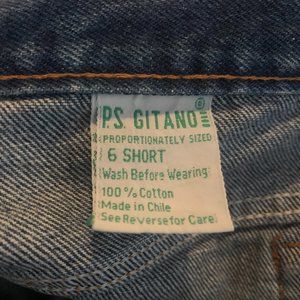 P.S. GITANO
PROPORTIONATELY SIZED
6 SHORT
Wash Before Wearing
100% Cotton
Made in Chile
See Reverse for Care